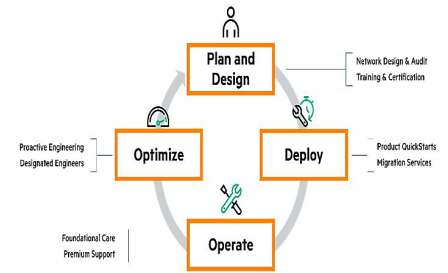 Plan and
Design
Network Design & Audit
Training & Certification
Proactive Engineering
Designated Engineers
Optimize
Deploy
Product QuickStarts
Migration Services
Foundational Care
Premium Support
Operate